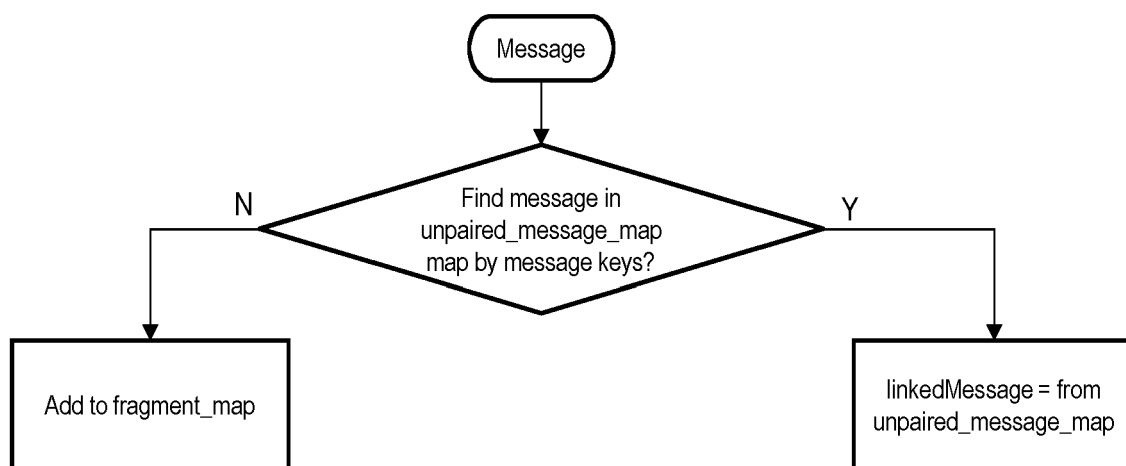 Message
Find message in
unpaired_message_map
map by message keys?
N
Y
Add to fragment_map
linkedMessage = from
unpaired_message_map